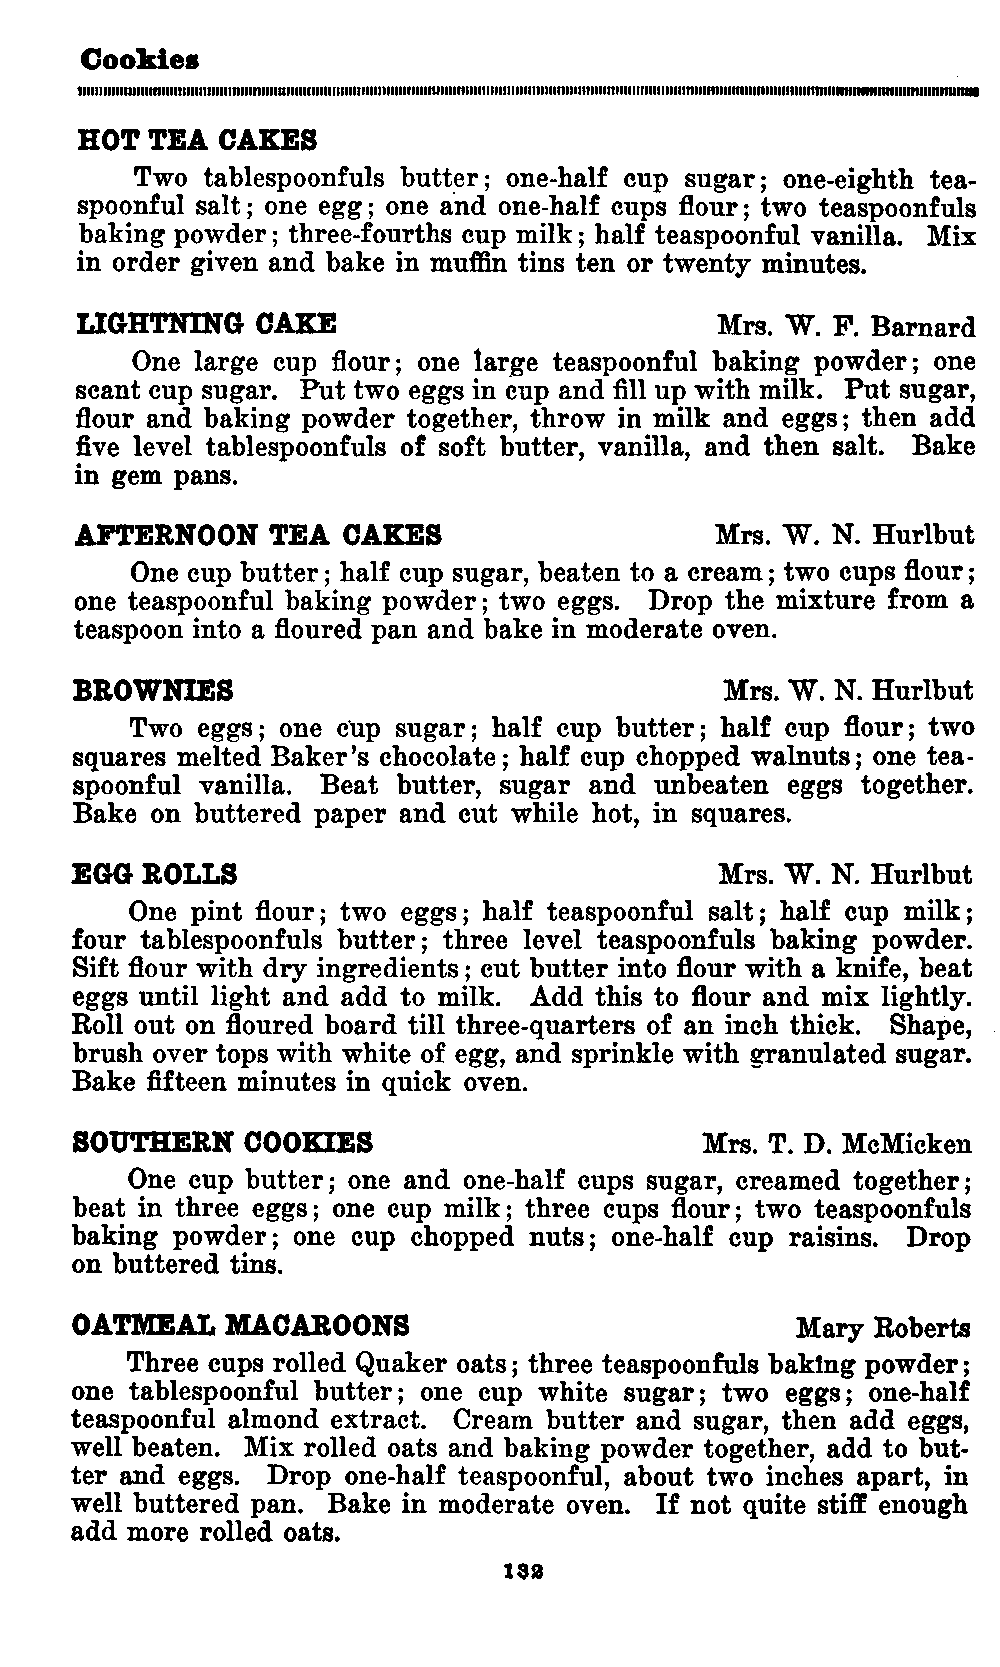 Cookies
HOT TEA CAKES
Two tablespoonfuls butter; one-half cup sugar; one-eighth tea-
spoonful salt; one egg; one and one-half cups flour; two teaspoonfuls
baking powder; three-fourths cup milk; half teaspoonful vanilla. Mix
in order given and bake in muffin tins ten or twenty minutes.
LIGHTNING CAKE Mrs. W. F. Barnard
One large cup flour; one large teaspoonful baking powder; one
scant cup sugar. Put two eggs in cup and fill up with milk. Put sugar,
flour and baking powder together, throw in milk and eggs; then add
five level tablespoonfuls of soft butter, vanilla, and then salt. Bake
in gem pans.
AFTERNOON TEA CAKES Mrs. W. N. Hurlbut
One cup butter; half cup sugar, beaten to a cream; two cups flour;
one teaspoonful baking powder; two eggs. Drop the mixture from a
teaspoon into a floured pan and bake in moderate oven.
BROWNIES Mrs. W. N. Hurlbut
Two eggs; one cup sugar; half cup butter; half cup flour; two
squares melted Baker's chocolate; half cup chopped walnuts; one tea-
spoonful vanilla. Beat butter, sugar and unbeaten eggs together.
Bake on buttered paper and cut while hot, in squares.
EGG ROLLS Mrs. W. N. Hurlbut
One pint flour; two eggs; half teaspoonful salt; half cup milk;
four tablespoonfuls butter; three level teaspoonfuls baking powder.
Sift flour with dry ingredients; cut butter into flour with a knife, beat
eggs until light and add to milk. Add this to flour and mix lightly.
Roll out on floured board till three-quarters of an inch thick. Shape,
brush over tops with white of egg, and sprinkle with granulated sugar.
Bake fifteen minutes in quick oven.
SOUTHERN COOKIES Mrs. T. D. McMicken
One cup butter; one and one-half cups sugar, creamed together;
beat in three eggs; one cup milk; three cups flour; two teaspoonfuls
baking powder; one cup chopped nuts; one-half cup raisins. Drop
on buttered tins.
OATMEAL MACAROONS Mary Roberts
Three cups rolled Quaker oats; three teaspoonfuls baking powder;
one tablespoonful butter; one cup white sugar; two eggs; one-half
teaspoonful almond extract. Cream butter and sugar, then add eggs,
well beaten. Mix rolled oats and baking powder together, add to but-
ter and eggs. Drop one-half teaspoonful, about two inches apart, in
well buttered pan. Bake in moderate oven. If not quite stiff enough
add more rolled oats.
132